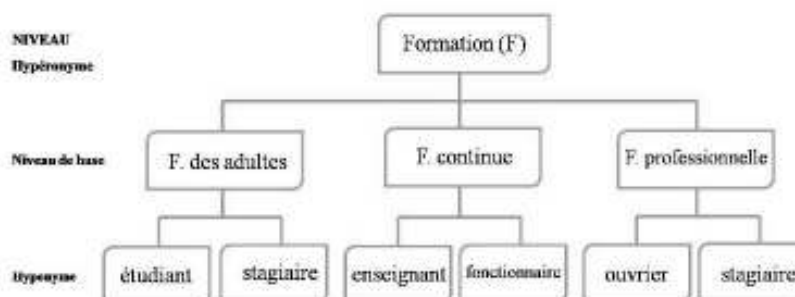 NIVEAU
Hypéronyme
Formation (F)
Niveau de base
F. des adultes
F. continue
F. professionnelle
Hyponyme
étudiant
stagiaire
enseignant
fonctionnaire
ouvrier
stagiaire